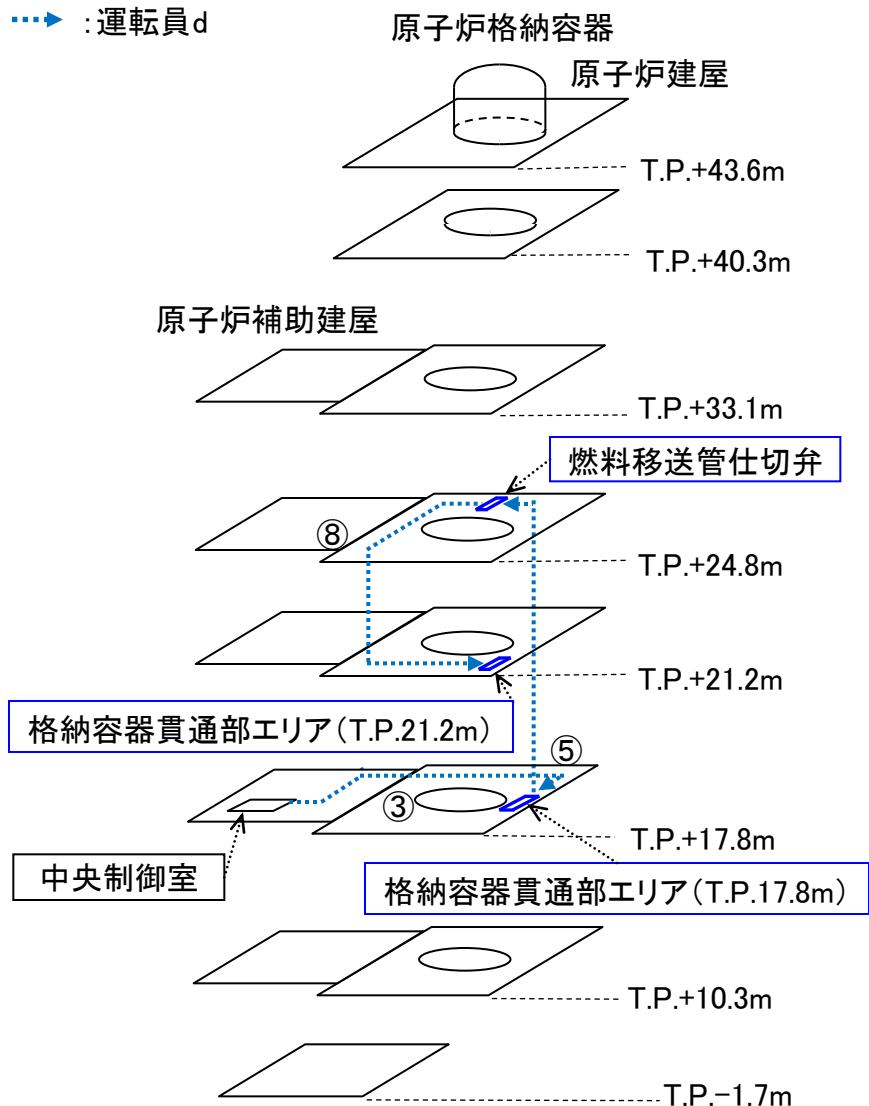 :運転員d
原子炉格納容器
原子炉建屋
T.P.+43.6m
T.P.+40.3m
原子炉補助建屋
T.P.+33.1m
燃料移送管仕切弁
⑧
T.P.+24.8m
T.P.+21.2m
格納容器貫通部エリア(T.P.21.2m)
⑤
③
T.P.+17.8m
中央制御室
格納容器貫通部エリア(T.P.17.8m)
T.P.+10.3m
T.P.-1.7m